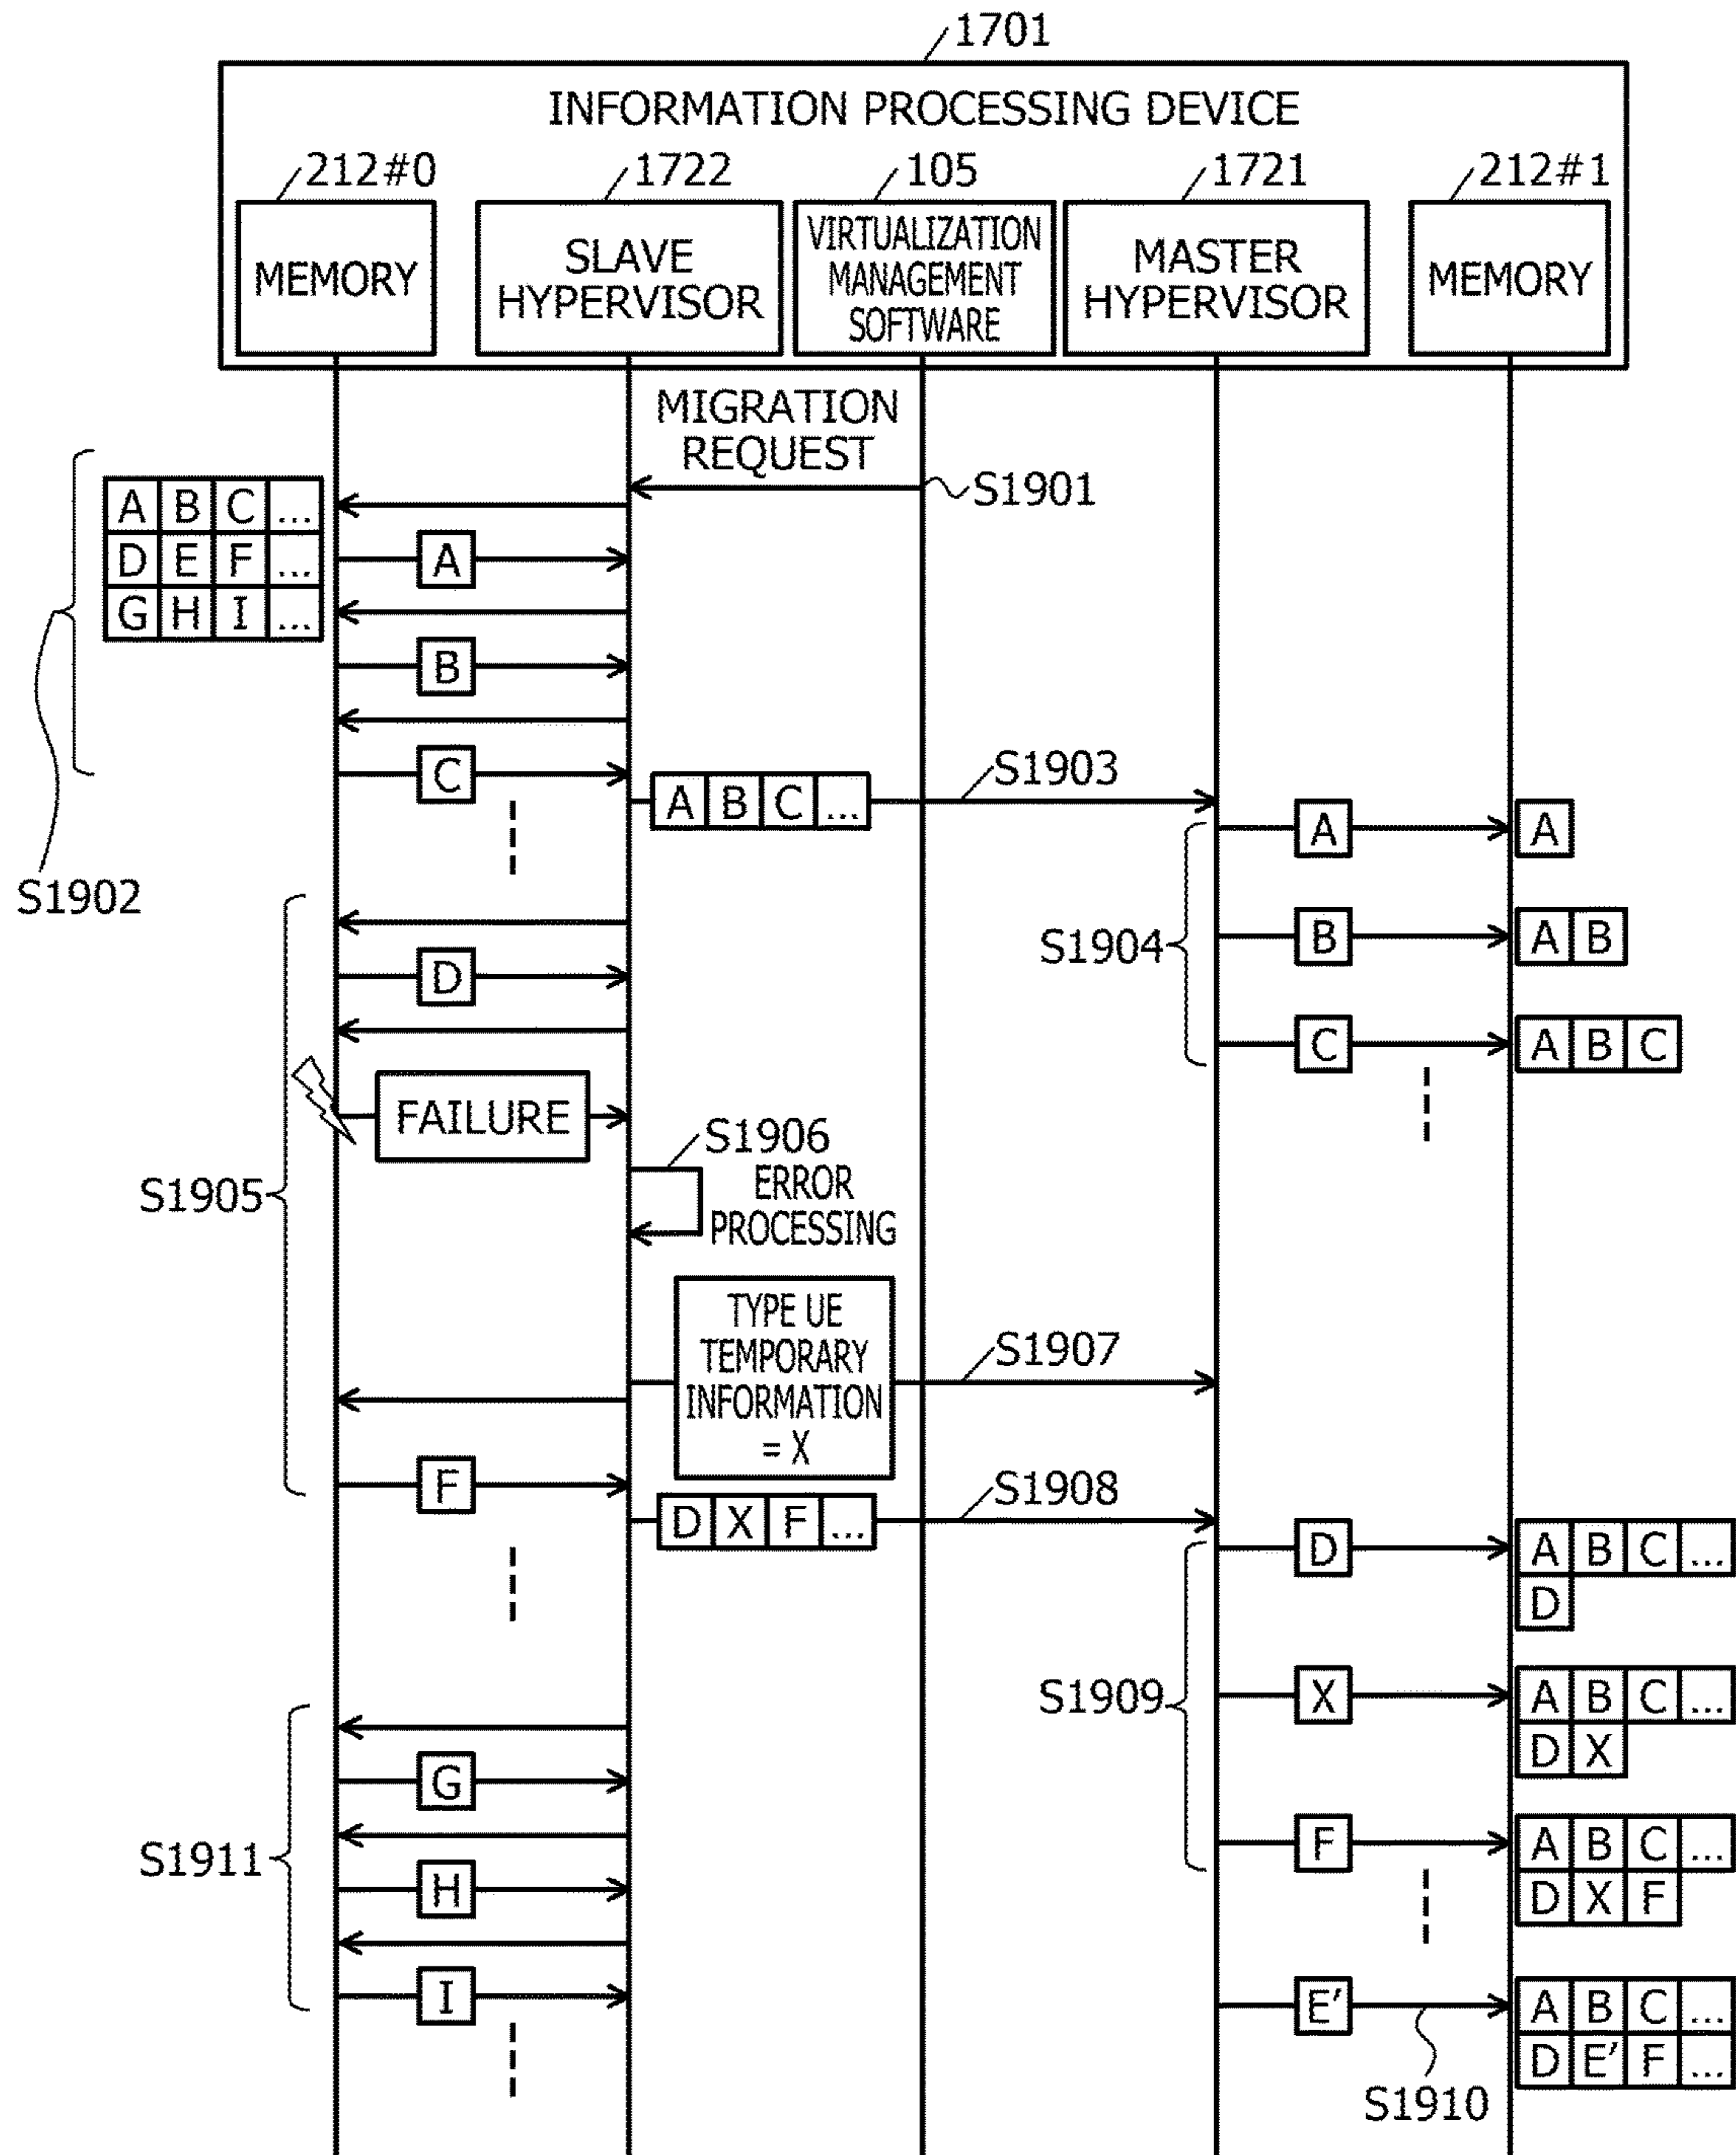 1701
INFORMATION PROCESSING DEVICE
212#0
1722
105
1721
212#1
MEMORY
SLAVE
HYPERVISOR
VIRTUALIZATION
MANAGEMENT
SOFTWARE
MASTER
HYPERVISOR
MEMORY
MIGRATION
REQUEST
S1901
A B C ...
D E F ...
G H I ...
A
B
C
S1902
A B C ...
S1903
A
A
S1904
B
A B
C
A B C
D
FAILURE
S1905
S1906
ERROR
PROCESSING
TYPE UE
TEMPORARY
INFORMATION
= X
S1907
F
D X F ...
S1908
D
A B C ...
D
S1909
X
A B C ...
D X
F
A B C ...
D X F
G
S1911
H
I
E'
A B C ...
D E' F ...
S1910